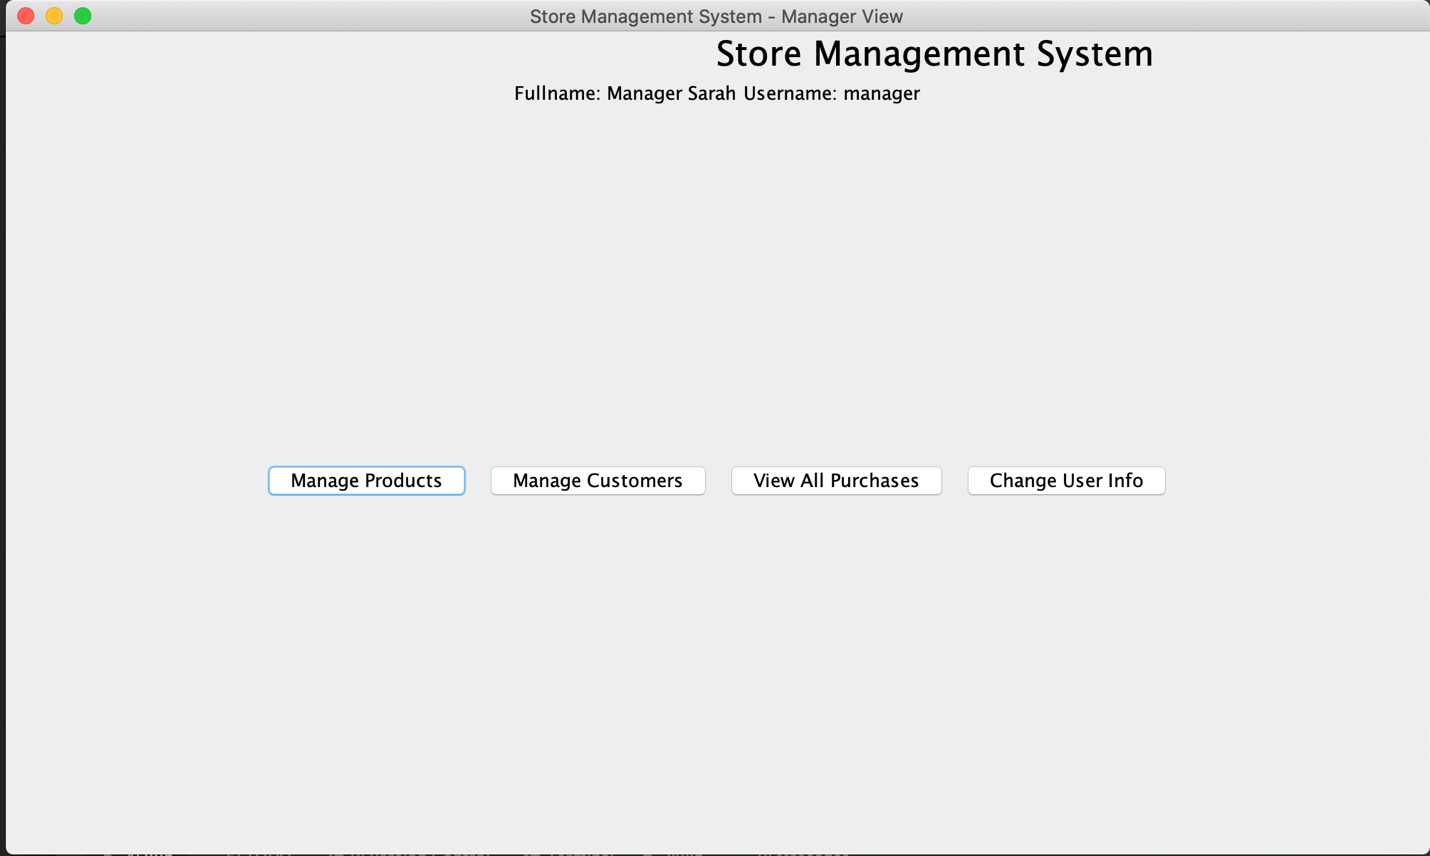 Store Management System - Manager View
Store Management System
Fullname: Manager Sarah Username: manager
Manage Products
Manage Customers
View All Purchases
Change User Info